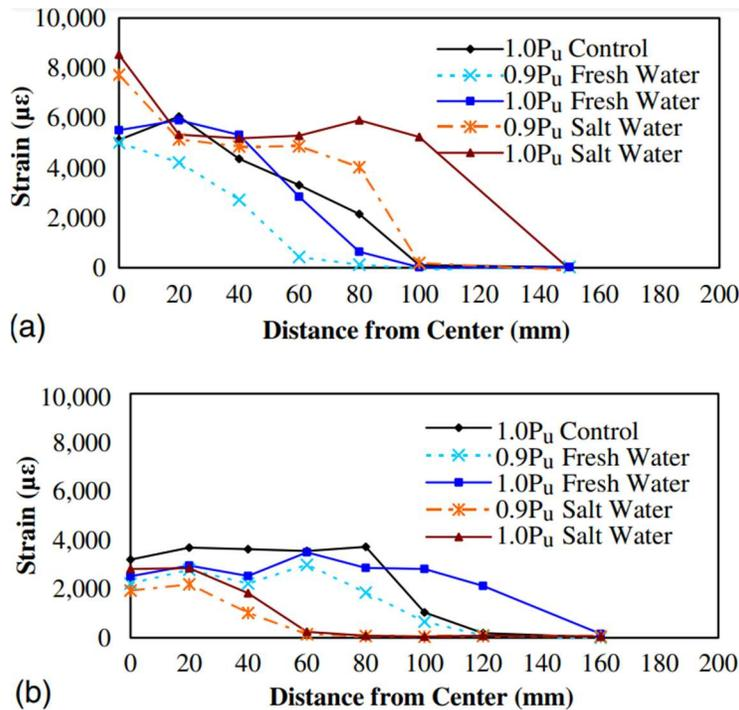 10,000
8,000
6,000
4,000
2,000
0
Strain (με)
1.0Pu Control
0.9Pu Fresh Water
1.0Pu Fresh Water
0.9Pu Salt Water
1.0Pu Salt Water
0 20 40 60 80 100 120 140 160 180 200
Distance from Center (mm)
(a)
10,000
8,000
6,000
4,000
2,000
0
Strain (με)
1.0Pu Control
0.9Pu Fresh Water
1.0Pu Fresh Water
0.9Pu Salt Water
1.0Pu Salt Water
0 20 40 60 80 100 120 140 160 180 200
Distance from Center (mm)
(b)